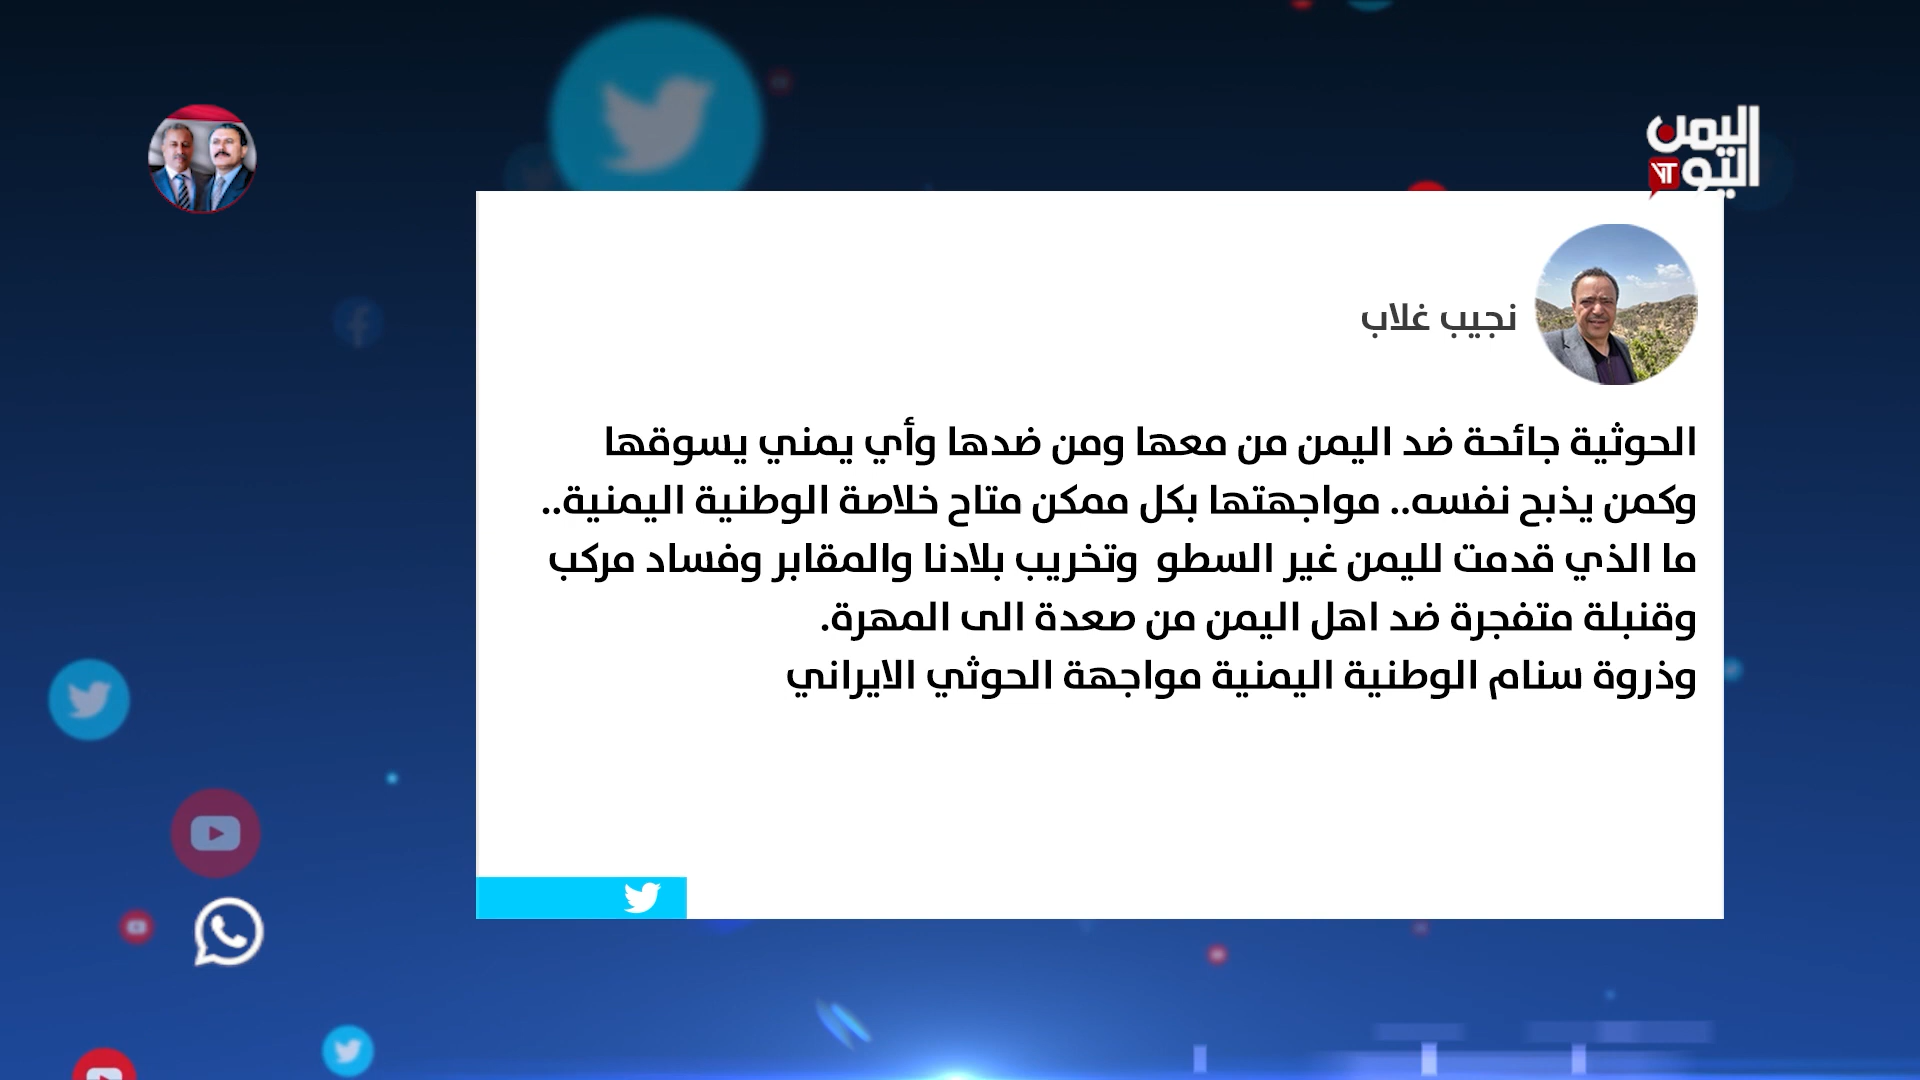 اليمن
اليوم
YT
نجيب غلاب
الحوثية جائحة ضد اليمن من معها ومن ضدها وأي يمني يسوقها
وكمن يذبح نفسه.. مواجهتها بكل ممكن متاح خلاصة الوطنية اليمنية..
ما الذي قدمت لليمن غير السطو وتخريب بلادنا والمقابر وفساد مركب
وقنبلة متفجرة ضد اهل اليمن من صعدة الى المهرة.
وذروة سنام الوطنية اليمنية مواجهة الحوثي الايراني